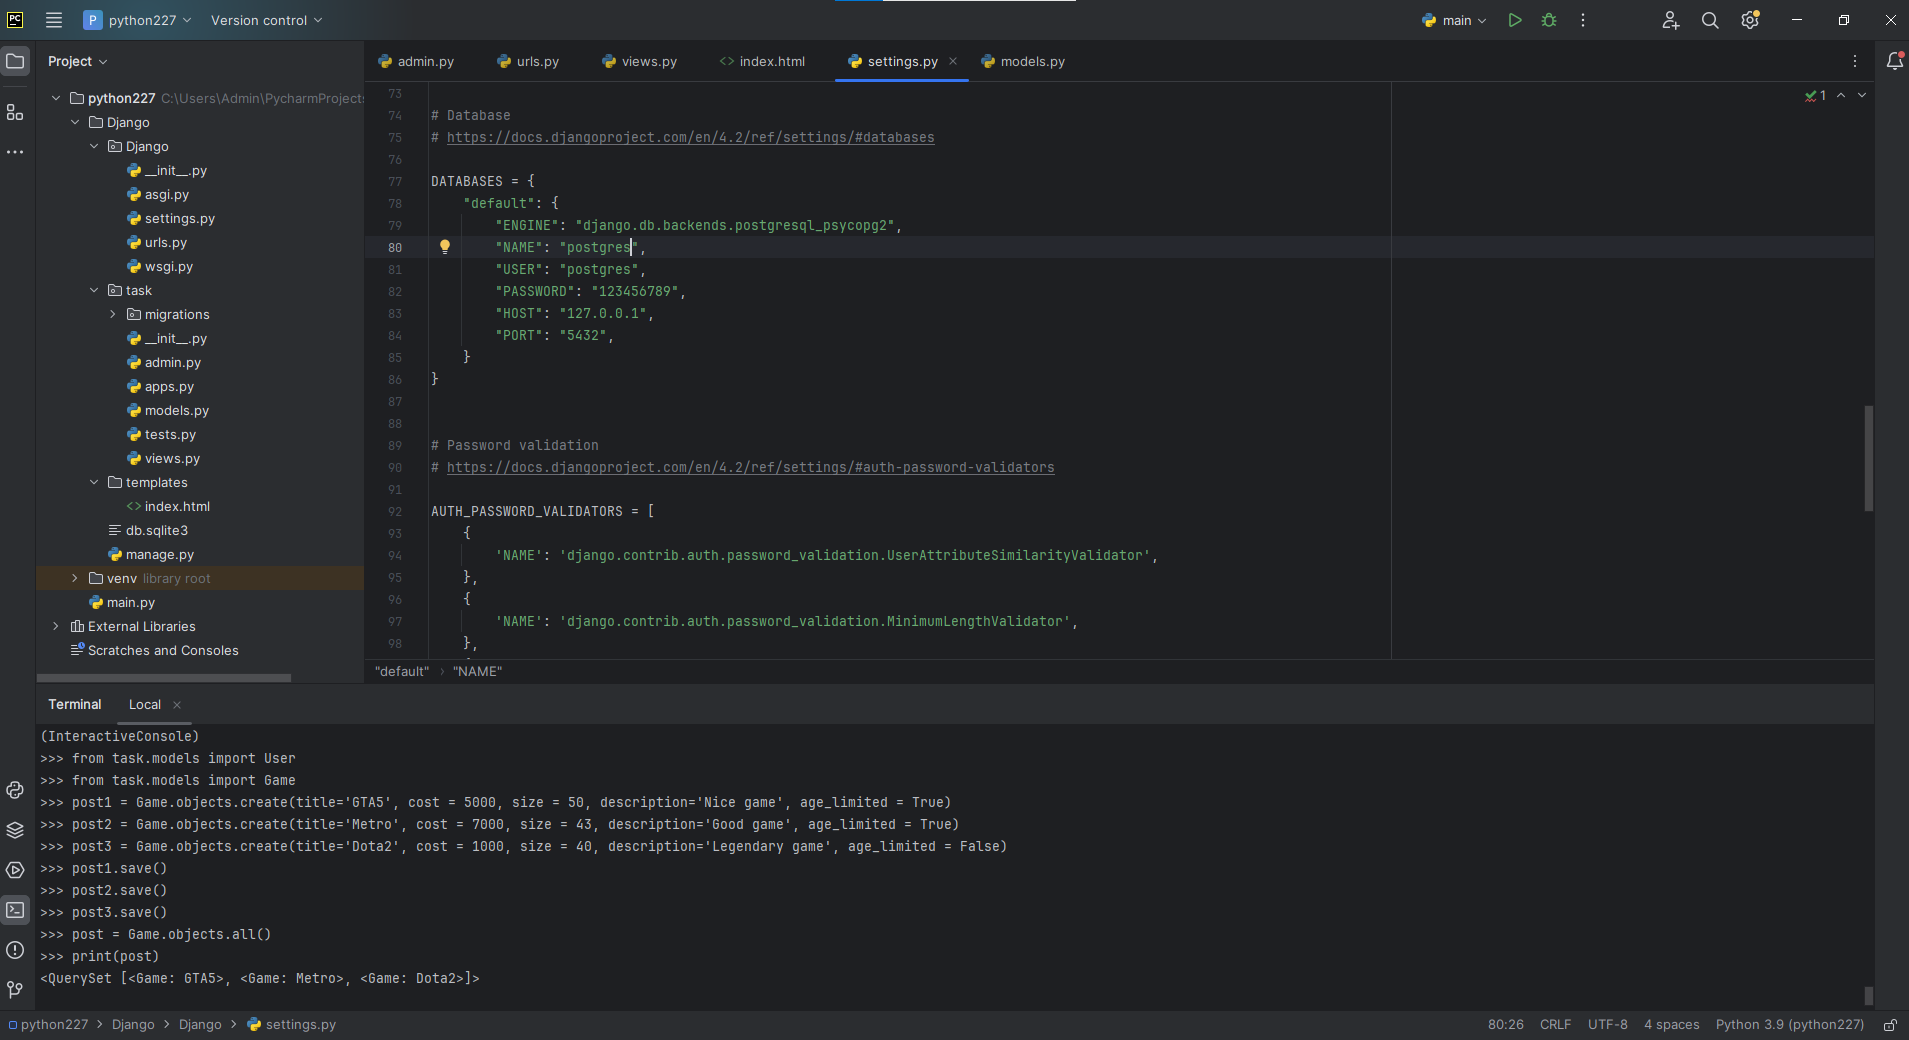 PC P python227 Version control main
Project
python227 C:\Users\Admin\PycharmProjects
Django
Django
__init__.py
asgi.py
settings.py
urls.py
wsgi.py
task
migrations
__init__.py
admin.py
apps.py
models.py
tests.py
views.py
templates
<> index.html
db.sqlite3
manage.py
venv library root
main.py
External Libraries
Scratches and Consoles
admin.py urls.py views.py <> index.html settings.py × models.py
1
73
74 # Database
75 # https://docs.djangoproject.com/en/4.2/ref/settings/#databases
76
77 DATABASES = {
78 "default": {
79 "ENGINE": "django.db.backends.postgresql_psycopg2",
80 "NAME": "postgres",
81 "USER": "postgres",
82 "PASSWORD": "123456789",
83 "HOST": "127.0.0.1",
84 "PORT": "5432",
85 }
86 }
87
88
89 # Password validation
90 # https://docs.djangoproject.com/en/4.2/ref/settings/#auth-password-validators
91
92 AUTH_PASSWORD_VALIDATORS = [
93 {
94 'NAME': 'django.contrib.auth.password_validation.UserAttributeSimilarityValidator',
95 },
96 {
97 'NAME': 'django.contrib.auth.password_validation.MinimumLengthValidator',
98 },
"default" › "NAME"
Terminal Local ×
(InteractiveConsole)
>>> from task.models import User
>>> from task.models import Game
>>> post1 = Game.objects.create(title='GTA5', cost = 5000, size = 50, description='Nice game', age_limited = True)
>>> post2 = Game.objects.create(title='Metro', cost = 7000, size = 43, description='Good game', age_limited = True)
>>> post3 = Game.objects.create(title='Dota2', cost = 1000, size = 40, description='Legendary game', age_limited = False)
>>> post1.save()
>>> post2.save()
>>> post3.save()
>>> post = Game.objects.all()
>>> print(post)
<QuerySet [<Game: GTA5>, <Game: Metro>, <Game: Dota2>]>
python227 > Django > Django > settings.py 80:26 CRLF UTF-8 4 spaces Python 3.9 (python227)